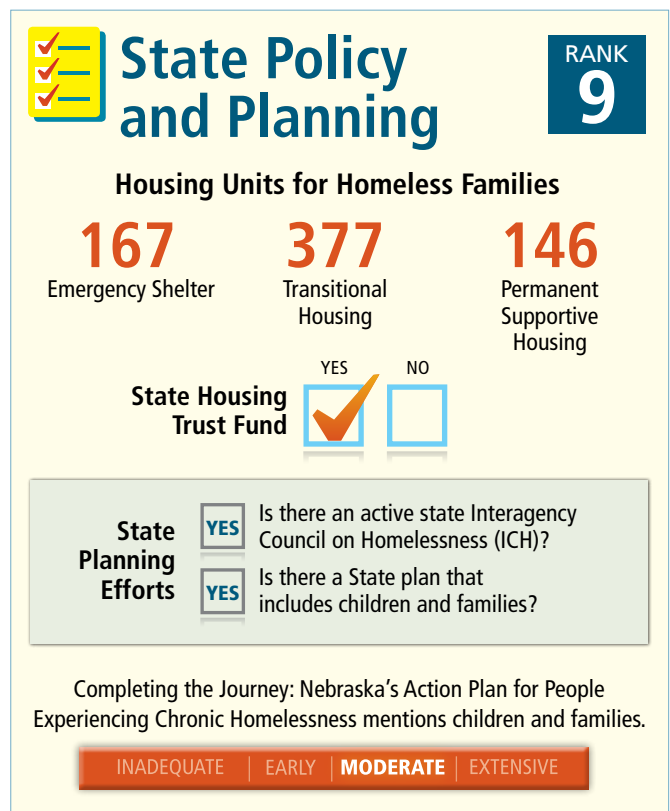 State Policy
and Planning
RANK
9
Housing Units for Homeless Families
167
Emergency Shelter
377
Transitional
Housing
146
Permanent
Supportive
Housing
State Housing
Trust Fund
YES
NO
State
Planning
Efforts
YES
Is there an active state Interagency
Council on Homelessness (ICH)?
YES
Is there a State plan that
includes children and families?
Completing the Journey: Nebraska's Action Plan for People
Experiencing Chronic Homelessness mentions children and families.
INADEQUATE | EARLY | MODERATE | EXTENSIVE